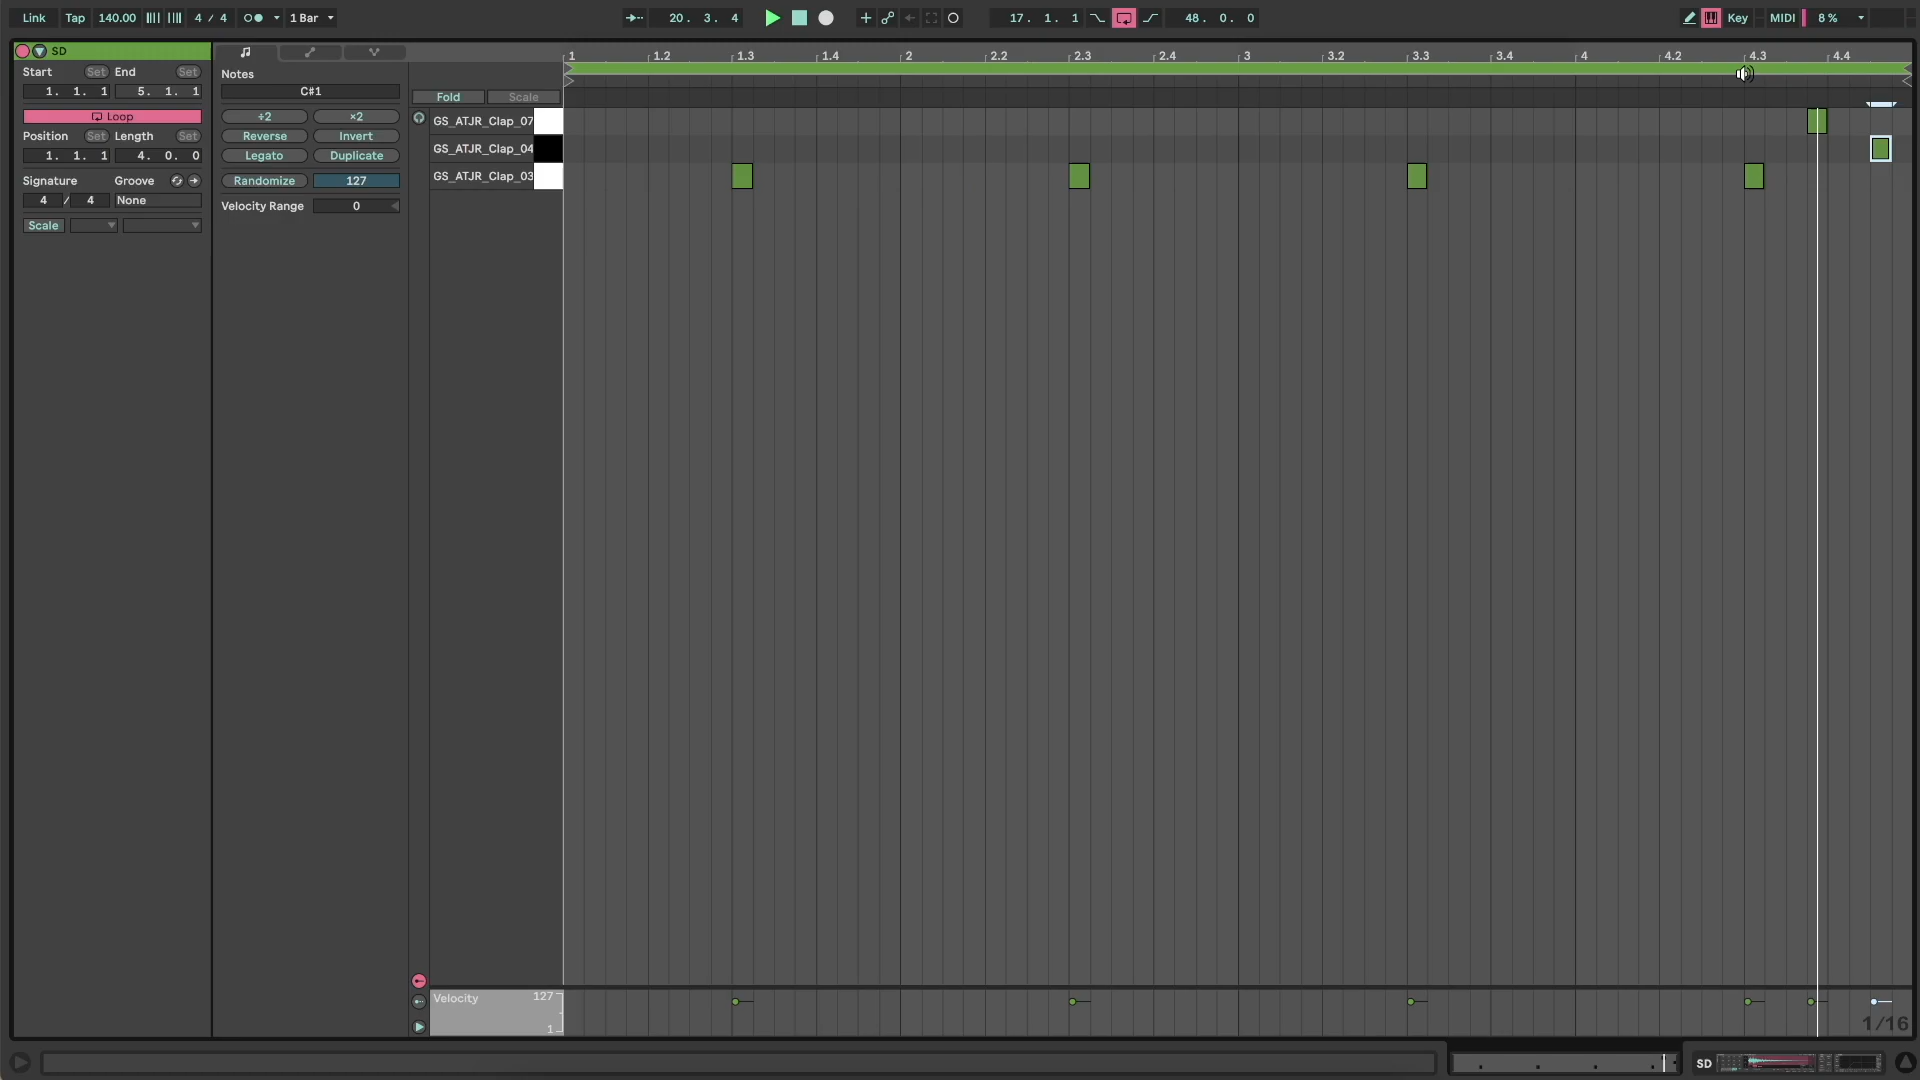 Link Tap 140.00 4 / 4 1 Bar 20. 3. 4 17. 1. 1 48. 0. 0 Key MIDI 8 %
SD
Start Set End Set
1. 1. 1 5. 1. 1
Loop
Position Set Length Set
1. 1. 1 4. 0. 0
Signature Groove
4 / 4 None
Scale
Notes
C#1
÷2 ×2
Reverse Invert
Legato Duplicate
Randomize 127
Velocity Range 0
1 1.2 1.3 1.4 2 2.2 2.3 2.4 3 3.2 3.3 3.4 4 4.2 4.3 4.4
Fold Scale
GS_ATJR_Clap_07
GS_ATJR_Clap_04
GS_ATJR_Clap_03
Velocity 127
1
1/16
SD